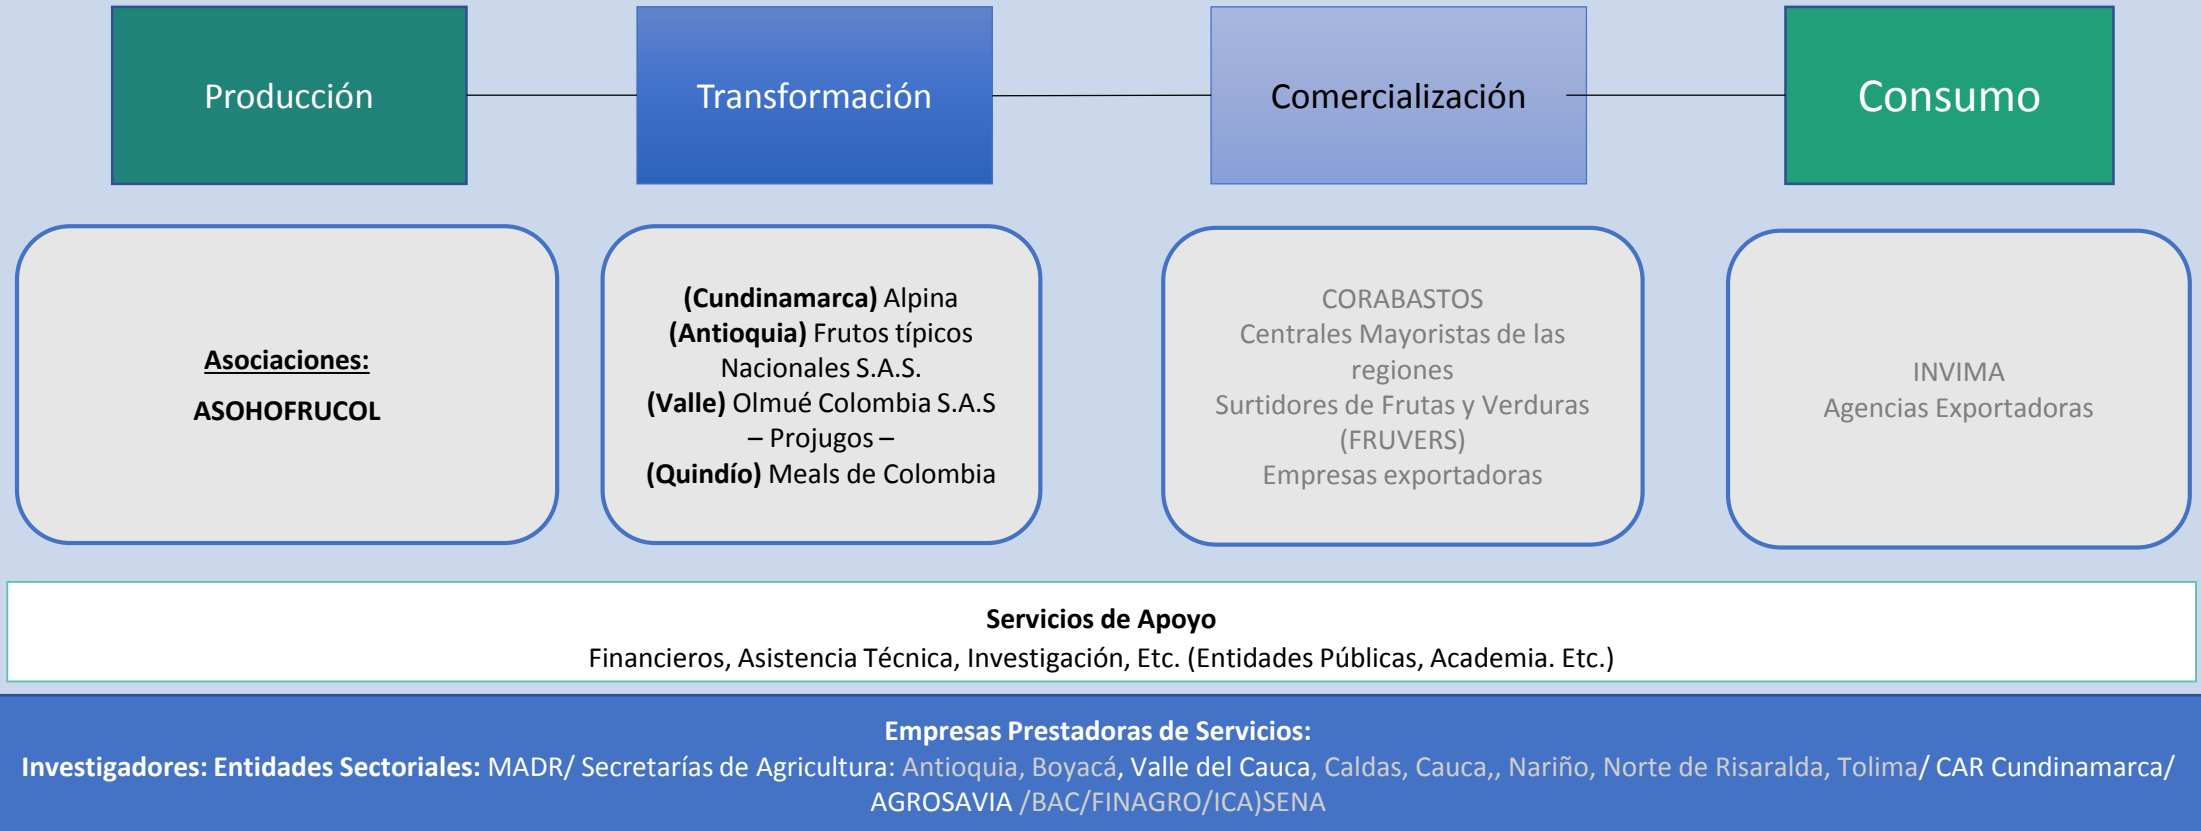 Producción
Transformación
Comercialización
Consumo
Asociaciones:
ASOHOFRUCOL
(Cundinamarca) Alpina
(Antioquia) Frutos típicos
Nacionales S.A.S.
(Valle) Olmué Colombia S.A.S
– Projugos –
(Quindío) Meals de Colombia
CORABASTOS
Centrales Mayoristas de las
regiones
Surtidores de Frutas y Verduras
(FRUVERS)
Empresas exportadoras
INVIMA
Agencias Exportadoras
Servicios de Apoyo
Financieros, Asistencia Técnica, Investigación, Etc. (Entidades Públicas, Academia. Etc.)
Empresas Prestadoras de Servicios:
Investigadores: Entidades Sectoriales: MADR/ Secretarías de Agricultura: Antioquia, Boyacá, Valle del Cauca, Caldas, Cauca,, Nariño, Norte de Risaralda, Tolima/ CAR Cundinamarca/
AGROSAVIA /BAC/FINAGRO/ICA)SENA